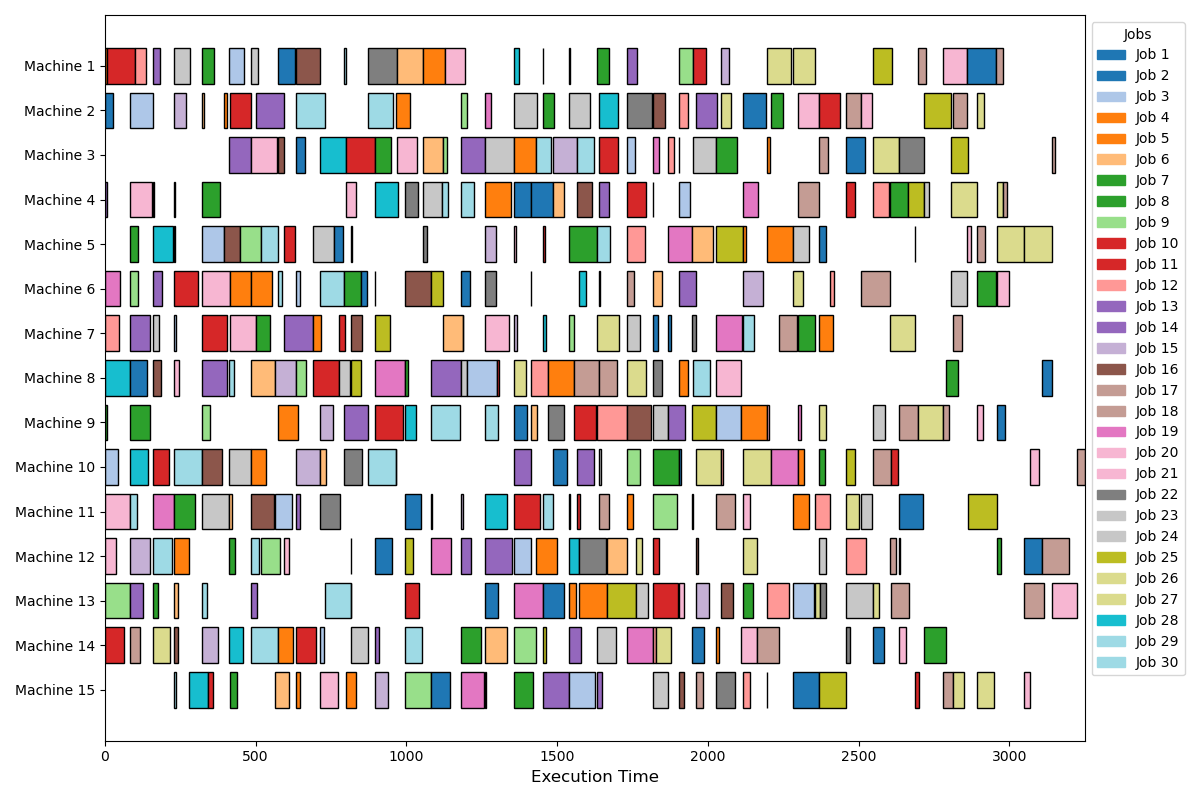 Machine 1
Machine 2
Machine 3
Machine 4
Machine 5
Machine 6
Machine 7
Machine 8
Machine 9
Machine 10
Machine 11
Machine 12
Machine 13
Machine 14
Machine 15
0 500 1000 1500 2000 2500 3000
Execution Time
Jobs
Job 1
Job 2
Job 3
Job 4
Job 5
Job 6
Job 7
Job 8
Job 9
Job 10
Job 11
Job 12
Job 13
Job 14
Job 15
Job 16
Job 17
Job 18
Job 19
Job 20
Job 21
Job 22
Job 23
Job 24
Job 25
Job 26
Job 27
Job 28
Job 29
Job 30